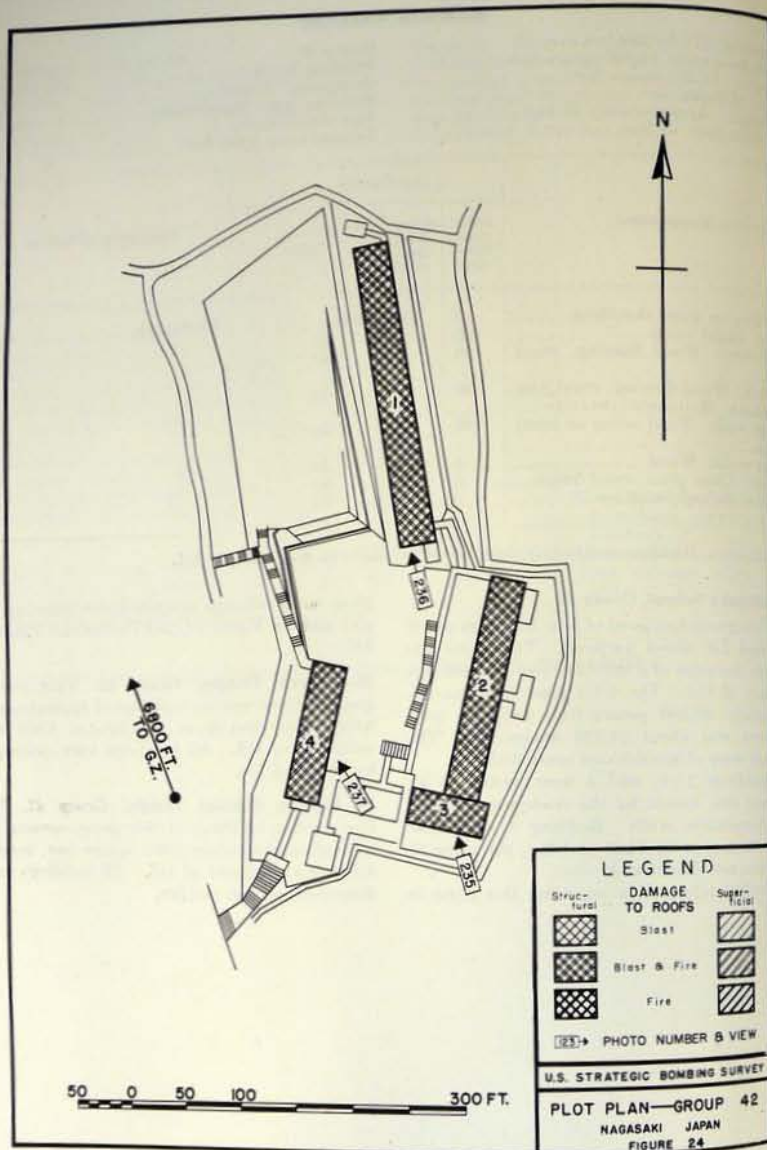 N
1
236
2
4
3
237
235
6800 FT.
TO G.Z.
LEGEND
Struc-
tural
DAMAGE
TO ROOFS
Super-
ficial
Blast
Blast & Fire
Fire
123 PHOTO NUMBER & VIEW
U.S. STRATEGIC BOMBING SURVEY
PLOT PLAN—GROUP 42
NAGASAKI JAPAN
FIGURE 24
50 0 50 100 300 FT.